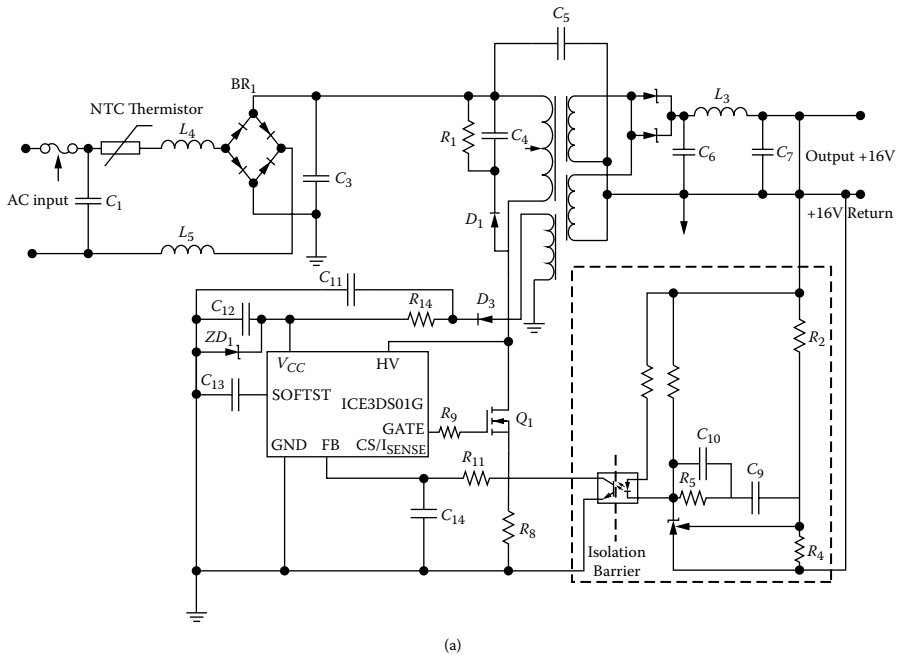 C5
BR1
NTC Thermistor
L4
R1
C4
L3
C3
C6
C7
Output +16V
AC input
C1
D1
+16V Return
L5
C11
C12
R14
D3
ZD1
R2
VCC
HV
C13
SOFTST
ICE3DS01G
R9
Q1
GATE
GND
FB
CS/ISENSE
C10
R11
R5
C9
C14
R8
Isolation
Barrier
R4
(a)